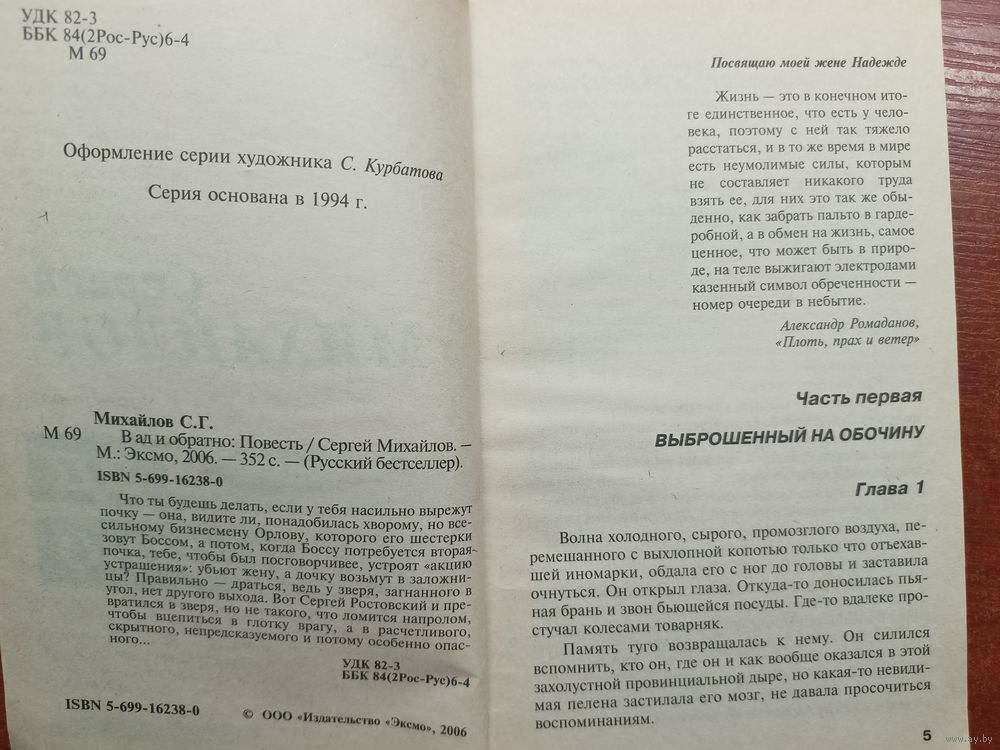 УДК 82-3
ББК 84(2Рос-Рус)6-4
М 69
Оформление серии художника С. Курбатова
Серия основана в 1994 г.
Михайлов С.Г.
М 69 В ад и обратно: Повесть / Сергей Михайлов. —
М.: Эксмо, 2006. — 352 с. — (Русский бестселлер).
ISBN 5-699-16238-0
Что ты будешь делать, если у тебя насильно вырежут
почку — она, видите ли, понадобилась хворому, но все-
сильному бизнесмену Орлову, которого его шестерки
зовут Боссом, а потом, когда Боссу потребуется вторая
почка, тебе, чтобы был посговорчивее, устроят «акцию
устрашения»: убьют жену, а дочку возьмут в заложни-
цы? Правильно — драться, ведь у зверя, загнанного в
угол, нет другого выхода. Вот Сергей Ростовский и пре-
вратился в зверя, но не такого, что ломится напролом,
чтобы вцепиться в глотку врагу, а в расчетливого,
скрытного, непредсказуемого и потому особенно опас-
ного...
УДК 82-3
ББК 84(2Рос-Рус)6-4
ISBN 5-699-16238-0
© ООО «Издательство «Эксмо», 2006
Посвящаю моей жене Надежде
Жизнь — это в конечном ито-
ге единственное, что есть у чело-
века, поэтому с ней так тяжело
расстаться, и в то же время в мире
есть неумолимые силы, которым
не составляет никакого труда
взять ее, для них это так же обы-
денно, как забрать пальто в гарде-
робной, а в обмен на жизнь, самое
ценное, что может быть в приро-
де, на теле выжигают электродами
казенный символ обреченности —
номер очереди в небытие.
Александр Ромаданов,
«Плоть, прах и ветер»
Часть первая
ВЫБРОШЕННЫЙ НА ОБОЧИНУ
Глава 1
Волна холодного, сырого, промозглого воздуха, пе-
ремешанного с выхлопной копотью только что отъехав-
шей иномарки, обдала его с ног до головы и заставила
очнуться. Он открыл глаза. Откуда-то доносилась пья-
ная брань и звон бьющейся посуды. Где-то вдалеке про-
стучал колесами товарняк.
Память туго возвращалась к нему. Он силился
вспомнить, кто он, где он и как вообще оказался в этой
захолустной провинциальной дыре, но какая-то невиди-
мая пелена застилала его мозг, не давала просочиться
воспоминаниям.
5
www.ay.by